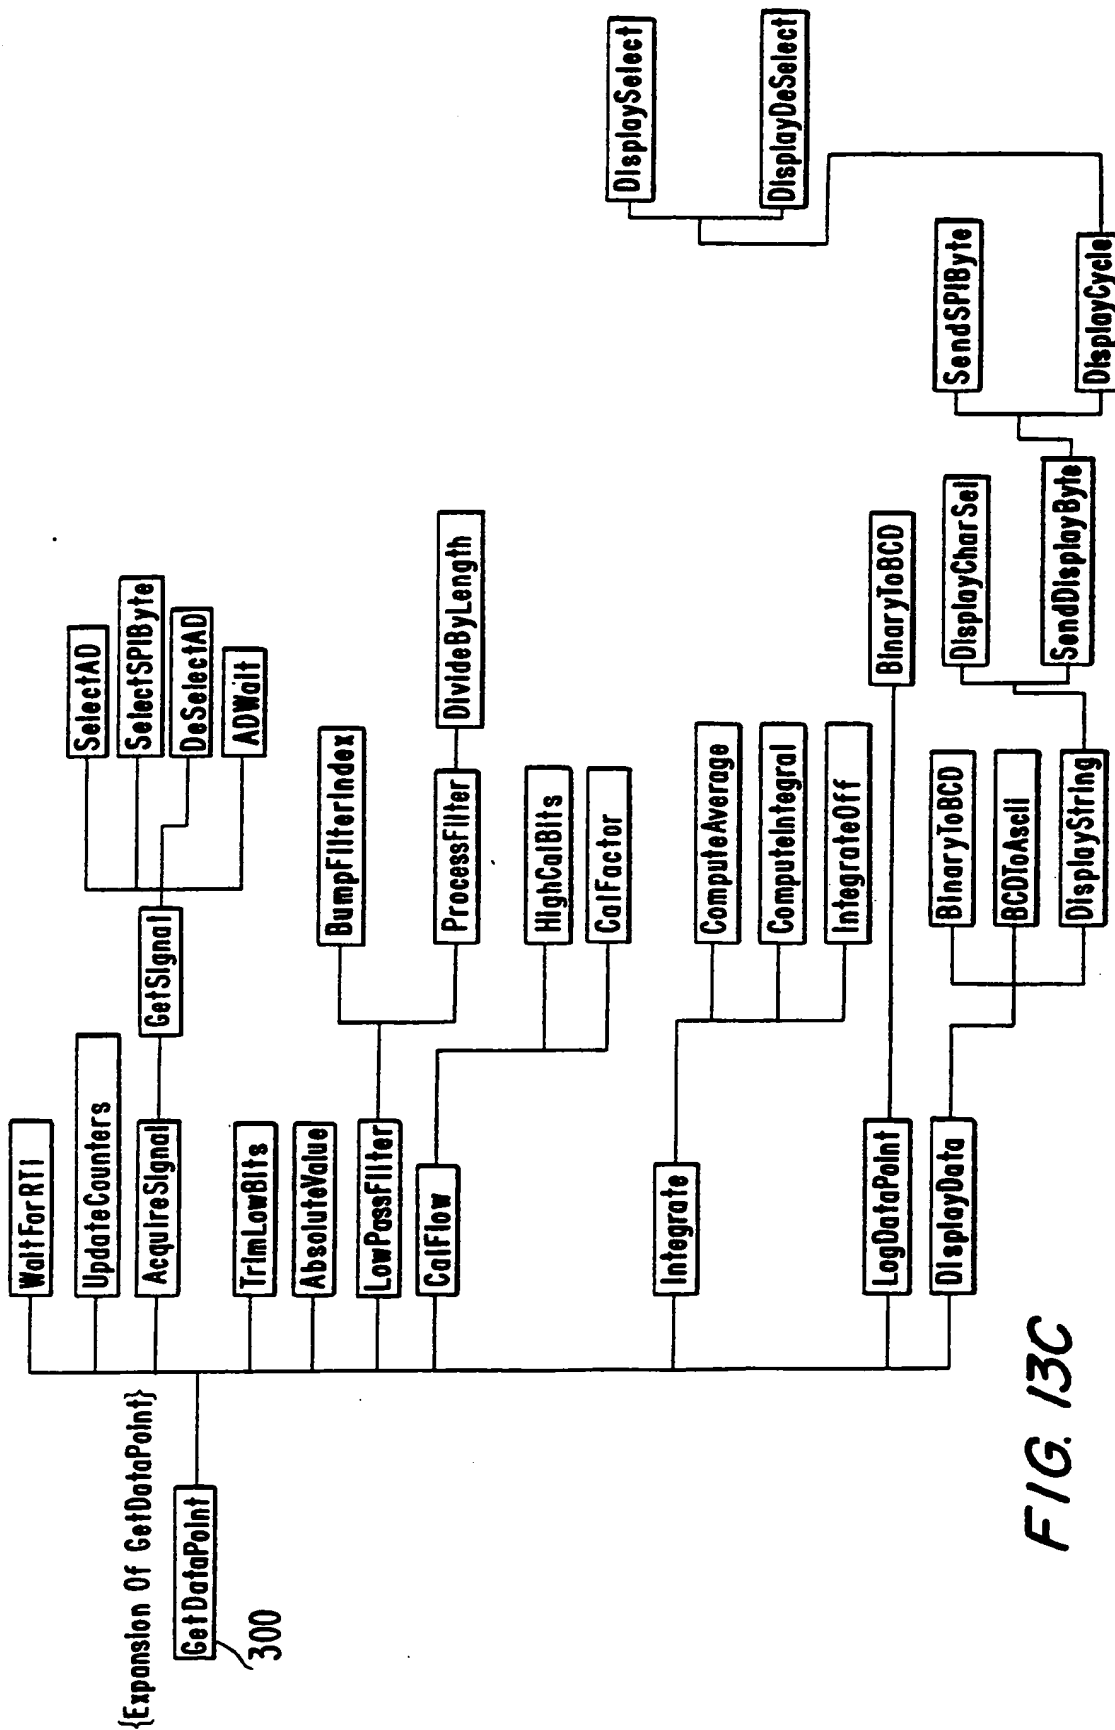 {Expansion Of GetDataPoint}
GetDataPoint
300
WaitForRTI
UpdateCounters
AcquireSignal
GetSignal
SelectAD
SelectSPIByte
DeSelectAD
ADWait
TrimLowBits
AbsoluteValue
LowPassFilter
BumpFilterIndex
ProcessFilter
DivideByLength
CalFlow
HighCalBits
CalFactor
Integrate
ComputeAverage
ComputeIntegral
IntegrateOff
LogDataPoint
BinaryToBCD
DisplayData
BinaryToBCD
BCDToAscii
DisplayString
DisplayCharSel
SendDisplayByte
SendSPIByte
DisplayCycle
DisplaySelect
DisplayDeSelect
FIG. 13C